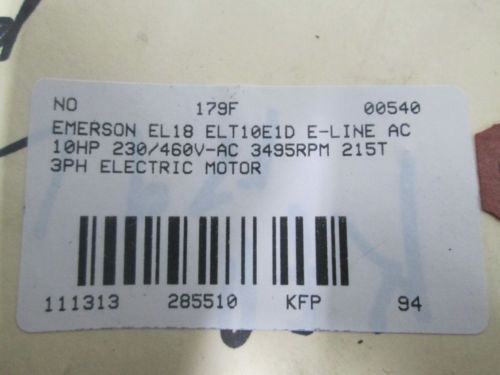 NO 179F 00540
EMERSON EL18 ELT10E1D E-LINE AC
10HP 230/460V-AC 3495RPM 215T
3PH ELECTRIC MOTOR
111313 285510 KFP 94